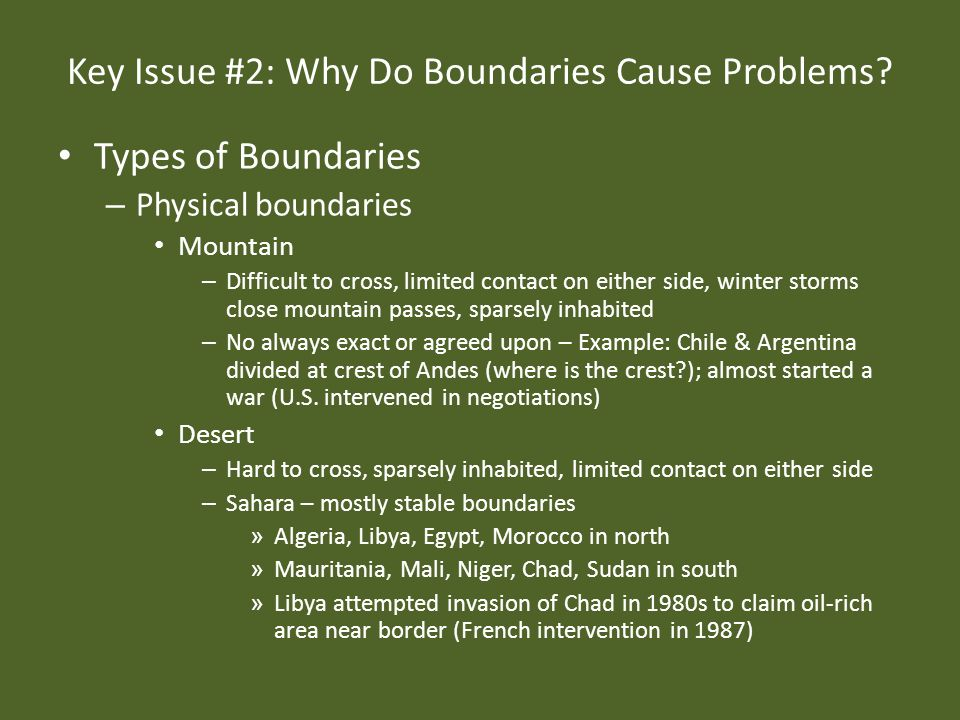 Key Issue #2: Why Do Boundaries Cause Problems?
• Types of Boundaries
– Physical boundaries
• Mountain
– Difficult to cross, limited contact on either side, winter storms
close mountain passes, sparsely inhabited
– No always exact or agreed upon – Example: Chile & Argentina
divided at crest of Andes (where is the crest?); almost started a
war (U.S. intervened in negotiations)
• Desert
– Hard to cross, sparsely inhabited, limited contact on either side
– Sahara – mostly stable boundaries
» Algeria, Libya, Egypt, Morocco in north
» Mauritania, Mali, Niger, Chad, Sudan in south
» Libya attempted invasion of Chad in 1980s to claim oil-rich
area near border (French intervention in 1987)